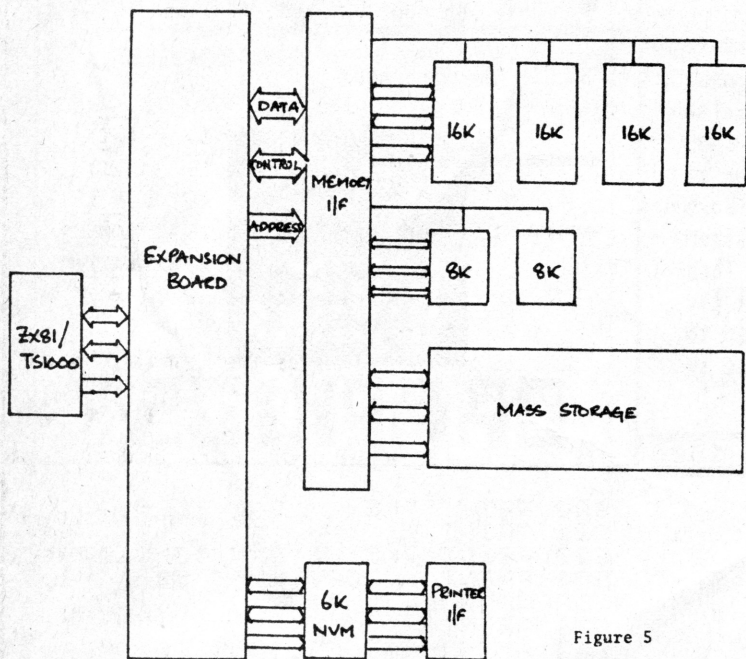 DATA
CONTROL
ADDRESS
MEMORY
I/F
16K
16K
16K
16K
8K
8K
EXPANSION
BOARD
ZX81/
TS1000
MASS STORAGE
6K
NVM
PRINTER
I/F
Figure 5